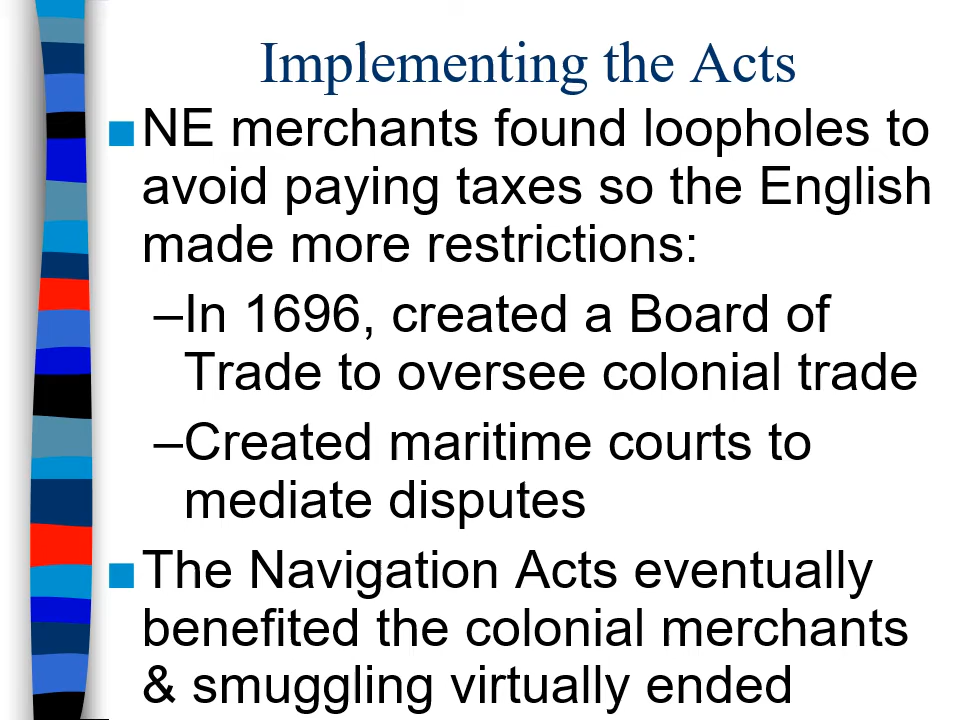 Implementing the Acts
■NE merchants found loopholes to
avoid paying taxes so the English
made more restrictions:
–In 1696, created a Board of
Trade to oversee colonial trade
–Created maritime courts to
mediate disputes
■The Navigation Acts eventually
benefited the colonial merchants
& smuggling virtually ended